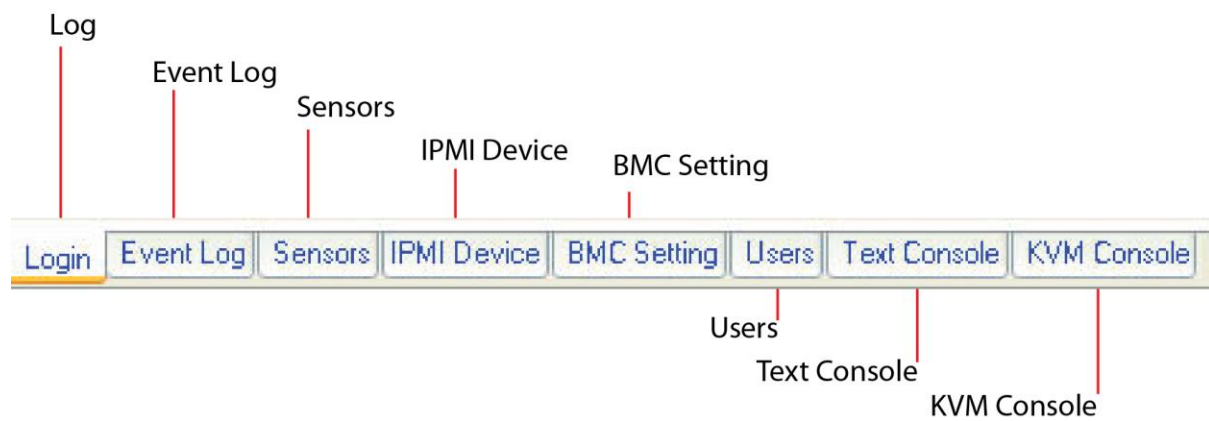 Log
Event Log
Sensors
IPMI Device
BMC Setting
Login Event Log Sensors IPMI Device BMC Setting Users Text Console KVM Console
Users
Text Console
KVM Console